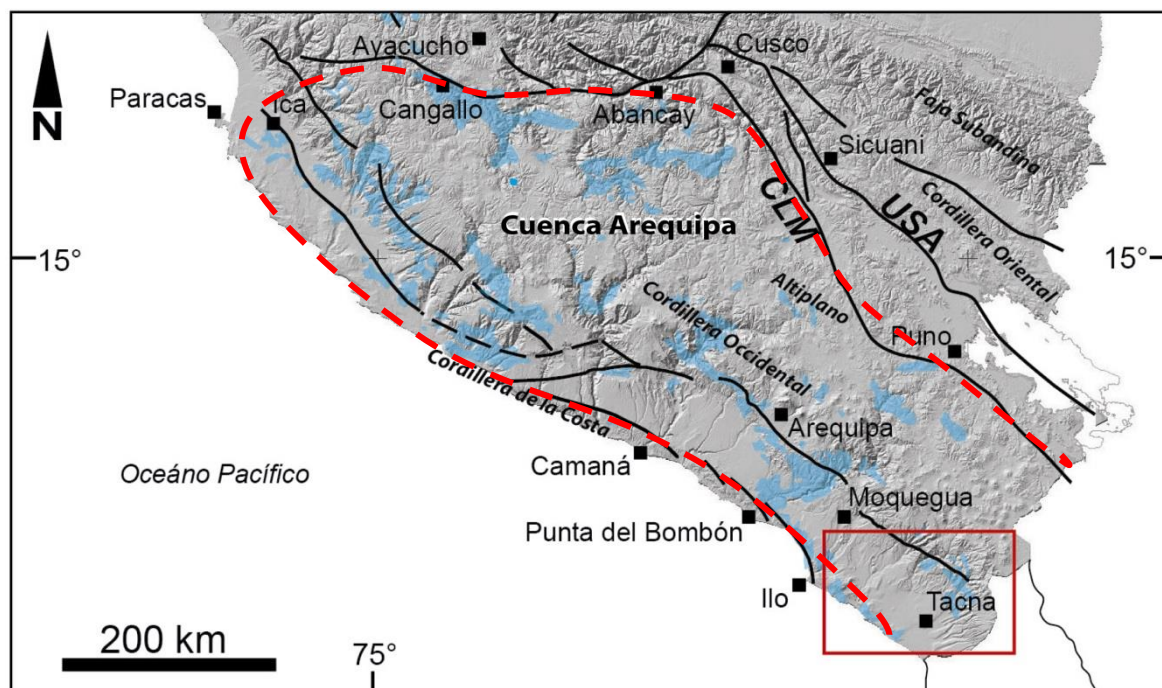 Ayacucho
Cusco
Paracas
Ica
Cangallo
Abancay
N
Sicuani
Faja Subandina
CLM
USA
Cordillera Oriental
Cuenca Arequipa
15°
15°
Altiplano
Cordillera Occidental
Puno
Cordillera de la Costa
Arequipa
Camaná
Oceáno Pacífico
Moquegua
Punta del Bombón
Ilo
Tacna
200 km
75°